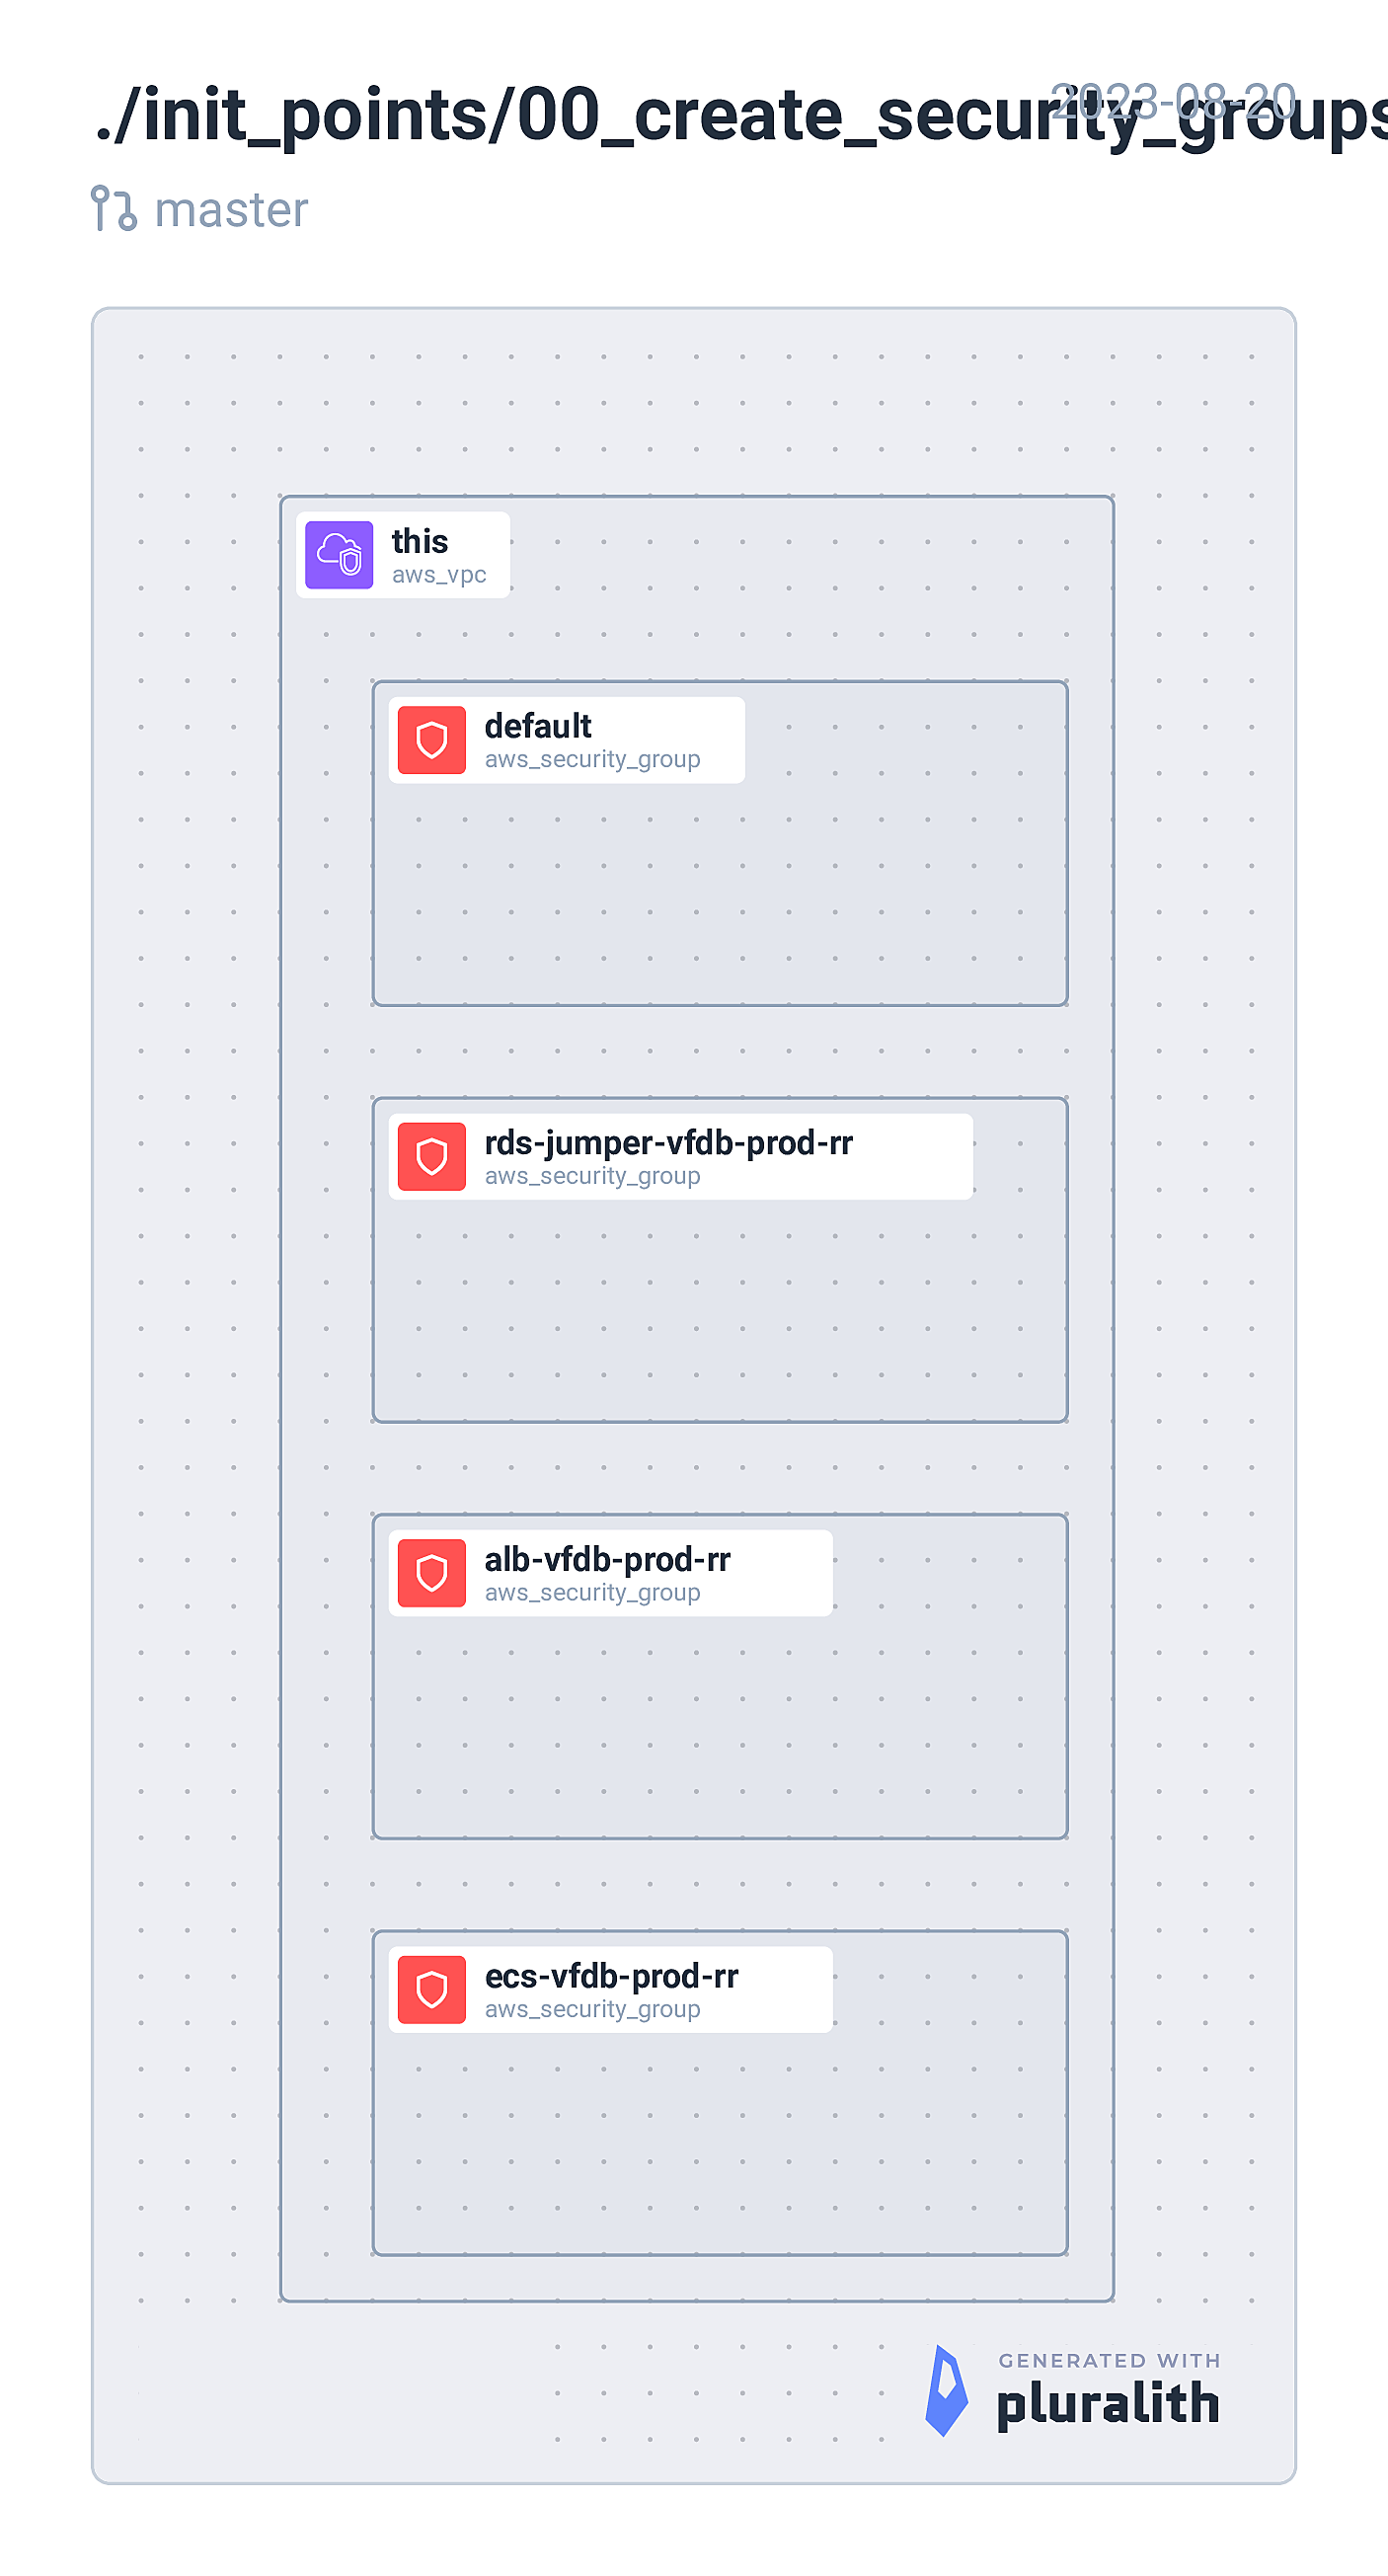 ./init_points/00_create_security_groups
2023-08-20
master
this
aws_vpc
default
aws_security_group
rds-jumper-vfdb-prod-rr
aws_security_group
alb-vfdb-prod-rr
aws_security_group
ecs-vfdb-prod-rr
aws_security_group
GENERATED WITH
pluralith